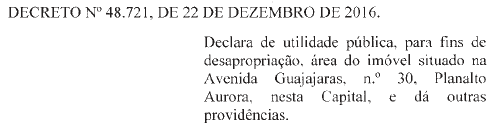 DECRETO Nº 48.721, DE 22 DE DEZEMBRO DE 2016.
Declara de utilidade pública, para fins de
desapropriação, área do imóvel situado na
Avenida Guajajaras, n.º 30, Planalto
Aurora, nesta Capital, e dá outras
providências.